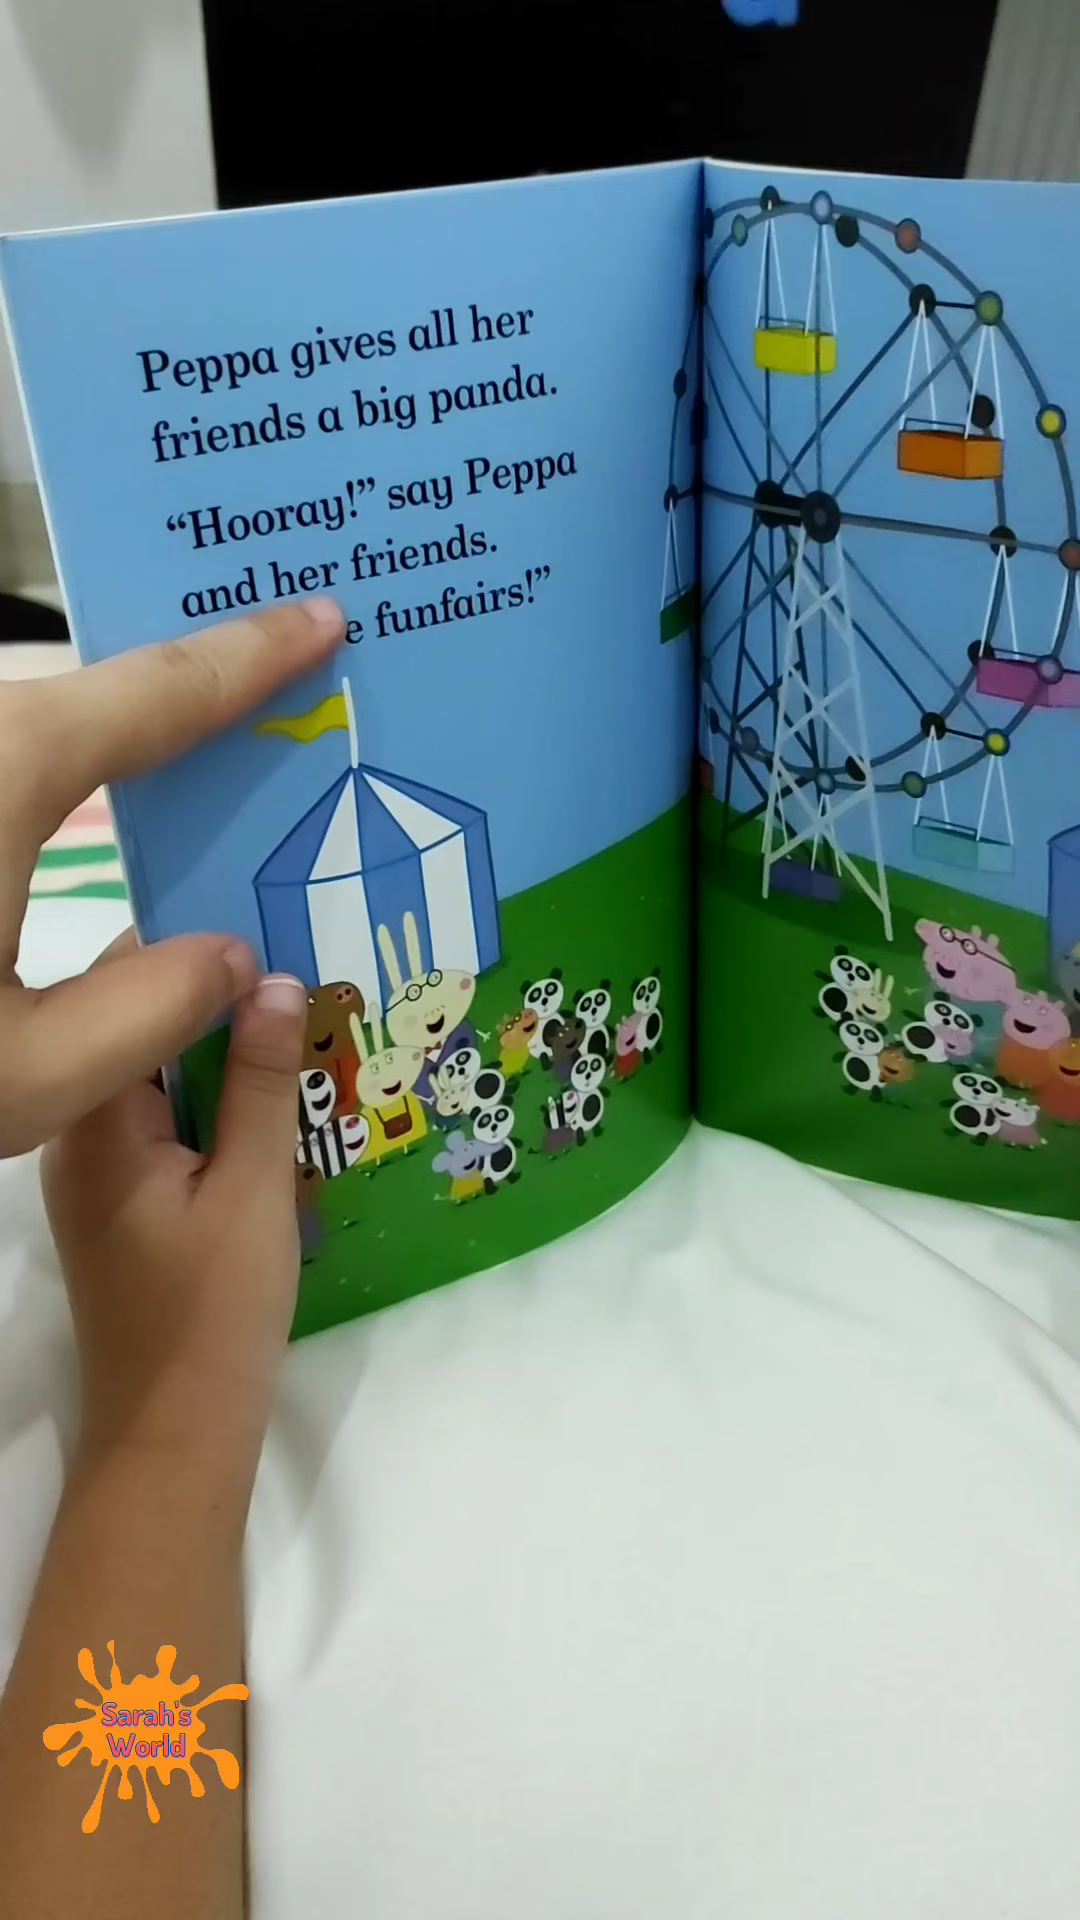 Peppa gives all her
friends a big panda.
“Hooray!” say Peppa
and her friends.
funfairs!”
Sarah's
World